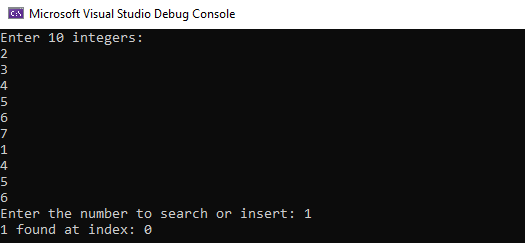 Microsoft Visual Studio Debug Console
Enter 10 integers:
2
3
4
5
6
7
1
4
5
6
Enter the number to search or insert: 1
1 found at index: 0